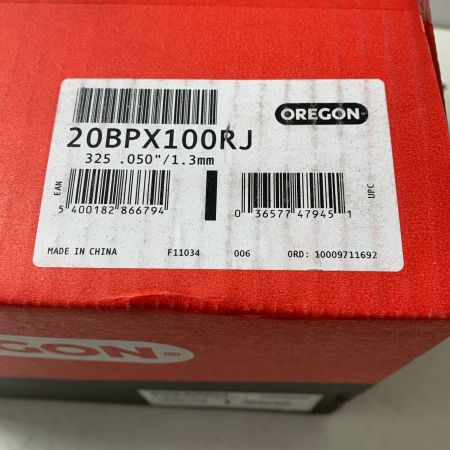 OREGON
20BPX100RJ
325 .050"/1.3mm
EAN
5 400182 866794
0 36577 47945 1
UPC
MADE IN CHINA F11034 006 ORD: 10009711692
OREGON®